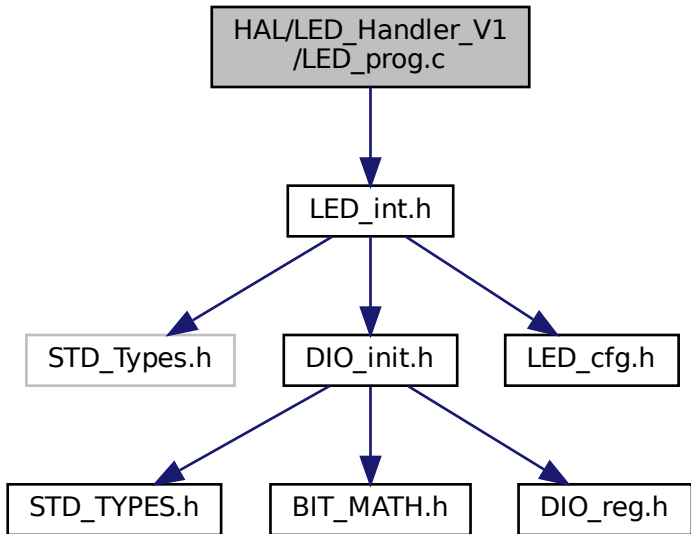 HAL/LED_Handler_V1
/LED_prog.c
LED_int.h
STD_Types.h
DIO_init.h
LED_cfg.h
STD_TYPES.h
BIT_MATH.h
DIO_reg.h